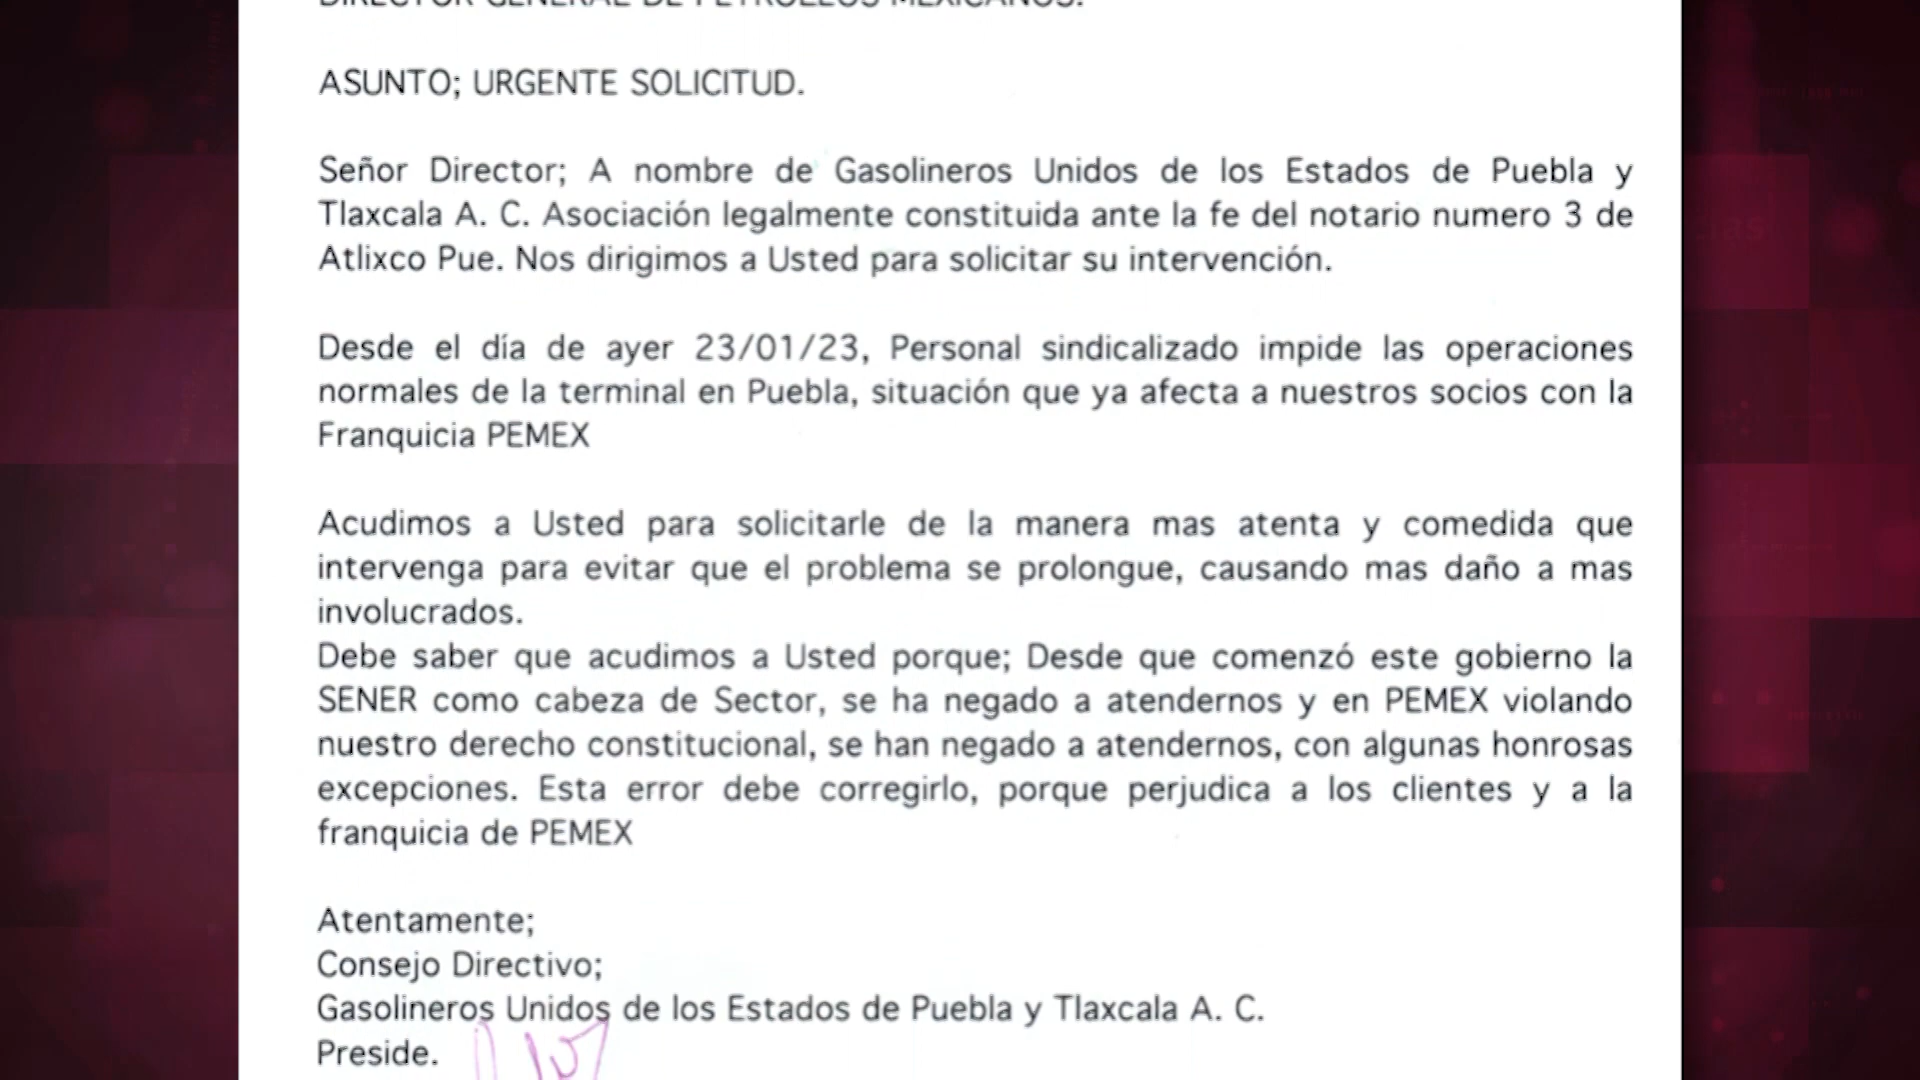 DIRECTOR GENERAL DE PETROLEOS MEXICANOS.
ASUNTO; URGENTE SOLICITUD.
Señor Director; A nombre de Gasolineros Unidos de los Estados de Puebla y
Tlaxcala A. C. Asociación legalmente constituida ante la fe del notario numero 3 de
Atlixco Pue. Nos dirigimos a Usted para solicitar su intervención.
Desde el día de ayer 23/01/23, Personal sindicalizado impide las operaciones
normales de la terminal en Puebla, situación que ya afecta a nuestros socios con la
Franquicia PEMEX
Acudimos a Usted para solicitarle de la manera mas atenta y comedida que
intervenga para evitar que el problema se prolongue, causando mas daño a mas
involucrados.
Debe saber que acudimos a Usted porque; Desde que comenzó este gobierno la
SENER como cabeza de Sector, se ha negado a atendernos y en PEMEX violando
nuestro derecho constitucional, se han negado a atendernos, con algunas honrosas
excepciones. Esta error debe corregirlo, porque perjudica a los clientes y a la
franquicia de PEMEX
Atentamente;
Consejo Directivo;
Gasolineros Unidos de los Estados de Puebla y Tlaxcala A. C.
Preside.